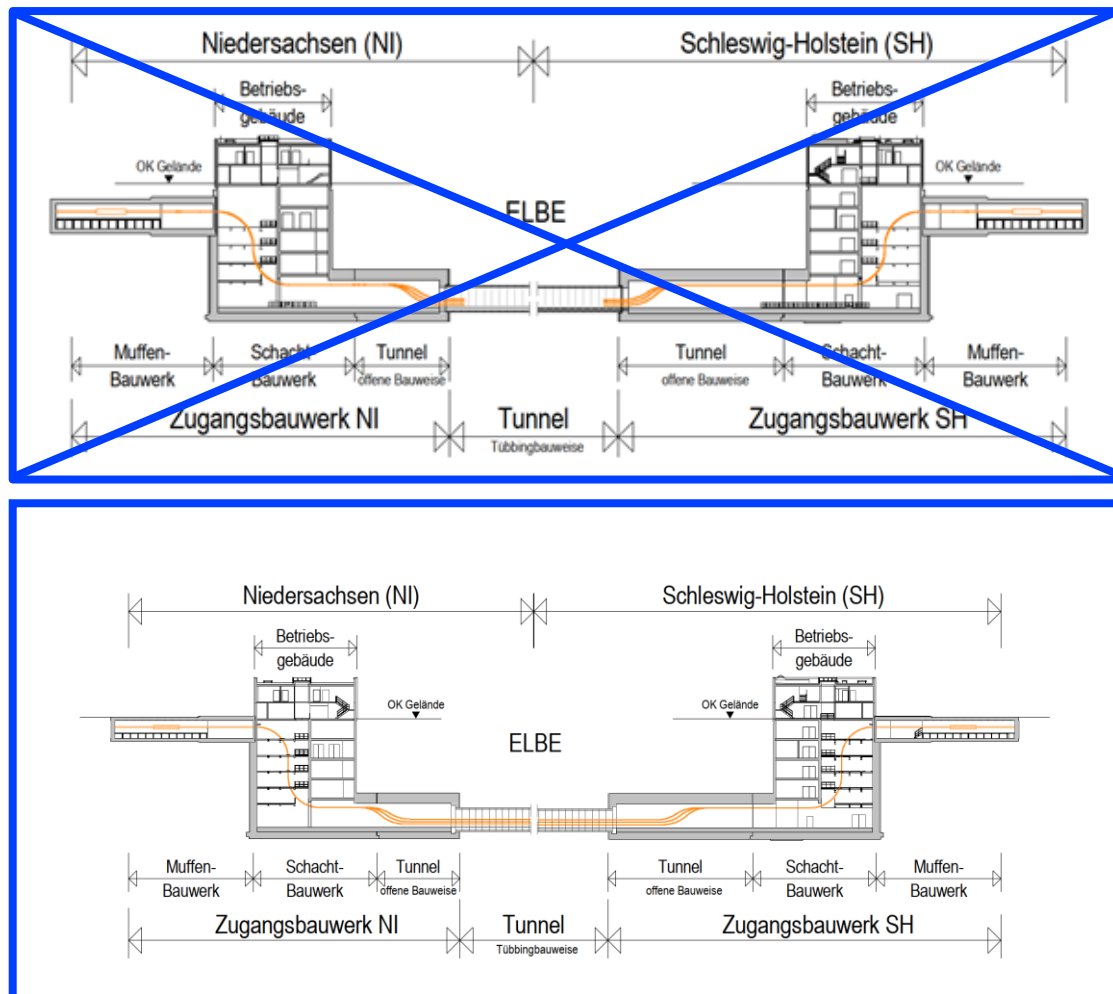 Niedersachsen (NI)
Schleswig-Holstein (SH)
Betriebs-
gebäude
Betriebs-
gebäude
OK Gelände
OK Gelände
ELBE
Muffen-
Bauwerk
Schacht-
Bauwerk
Tunnel
offene Bauweise
Tunnel
offene Bauweise
Schacht-
Bauwerk
Muffen-
Bauwerk
Zugangsbauwerk NI
Tunnel
Tübbingbauweise
Zugangsbauwerk SH
Niedersachsen (NI)
Schleswig-Holstein (SH)
Betriebs-
gebäude
Betriebs-
gebäude
OK Gelände
OK Gelände
ELBE
Muffen-
Bauwerk
Schacht-
Bauwerk
Tunnel
offene Bauweise
Tunnel
offene Bauweise
Schacht-
Bauwerk
Muffen-
Bauwerk
Zugangsbauwerk NI
Tunnel
Tübbingbauweise
Zugangsbauwerk SH